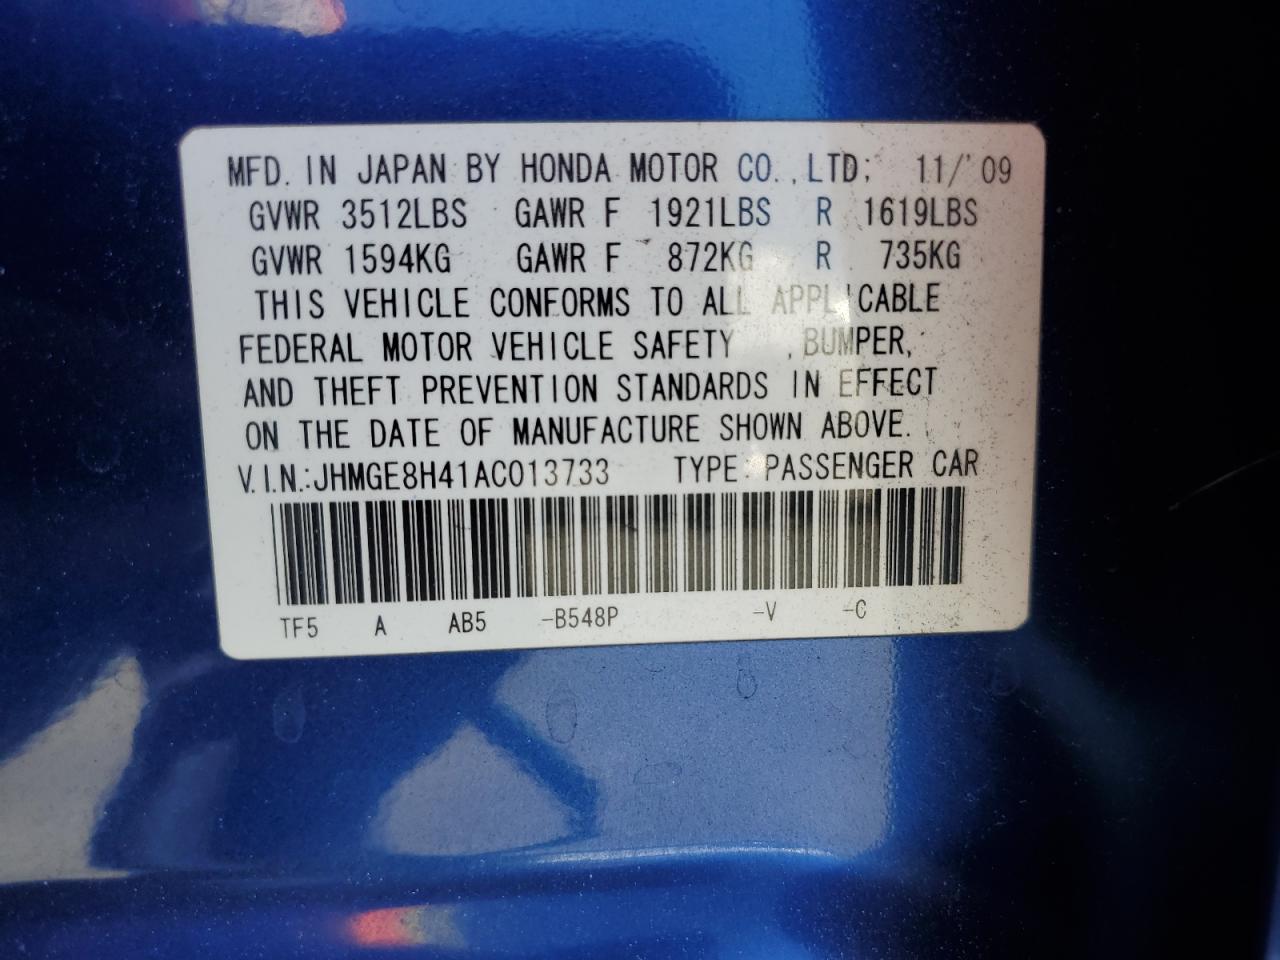 MFD. IN JAPAN BY HONDA MOTOR CO., LTD. 11/'09
GVWR 3512LBS GAWR F 1921LBS R 1619LBS
GVWR 1594KG GAWR F 872KG R 735KG
THIS VEHICLE CONFORMS TO ALL APPLICABLE
FEDERAL MOTOR VEHICLE SAFETY , BUMPER,
AND THEFT PREVENTION STANDARDS IN EFFECT
ON THE DATE OF MANUFACTURE SHOWN ABOVE.
V.I.N.:JHMGE8H41AC013733 TYPE: PASSENGER CAR
TF5 A AB5 -B548P -V -C